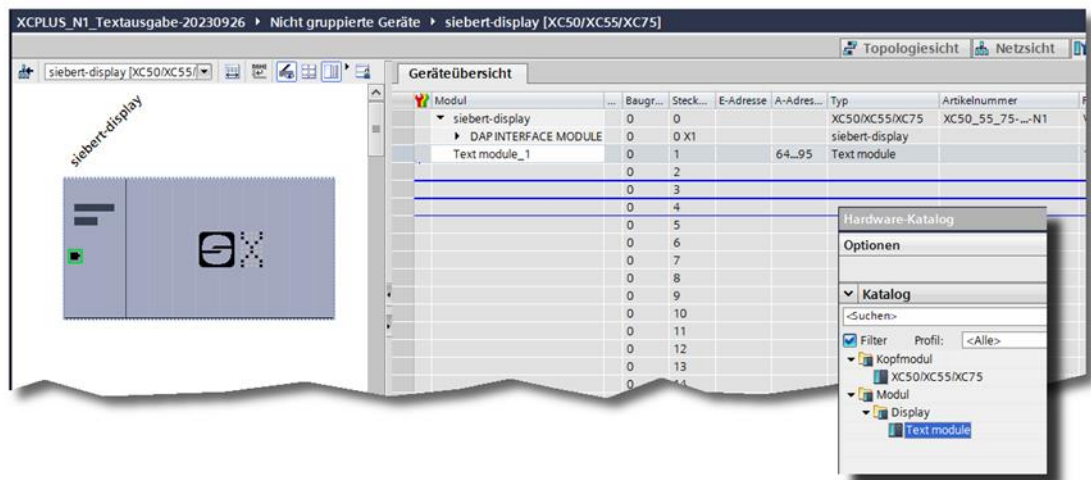 XCPLUS_N1_Textausgabe-20230926 ▸ Nicht gruppierte Geräte ▸ siebert-display [XC50/XC55/XC75]
Topologiesicht Netzsicht
siebert-display [XC50/XC55/
Geräteübersicht
siebert-display
Modul ... Baugr... Steck... E-Adresse A-Adres... Typ Artikelnummer
siebert-display 0 0 XC50/XC55/XC75 XC50_55_75-...-N1
DAP INTERFACE MODULE 0 0 X1 siebert-display
Text module_1 0 1 64...95 Text module
0 2
0 3
0 4
0 5
0 6
0 7
0 8
0 9
0 10
0 11
0 12
0 13
0
Hardware-Katalog
Optionen
Katalog
<Suchen>
Filter Profil: <Alle>
Kopfmodul
XC50/XC55/XC75
Modul
Display
Text module